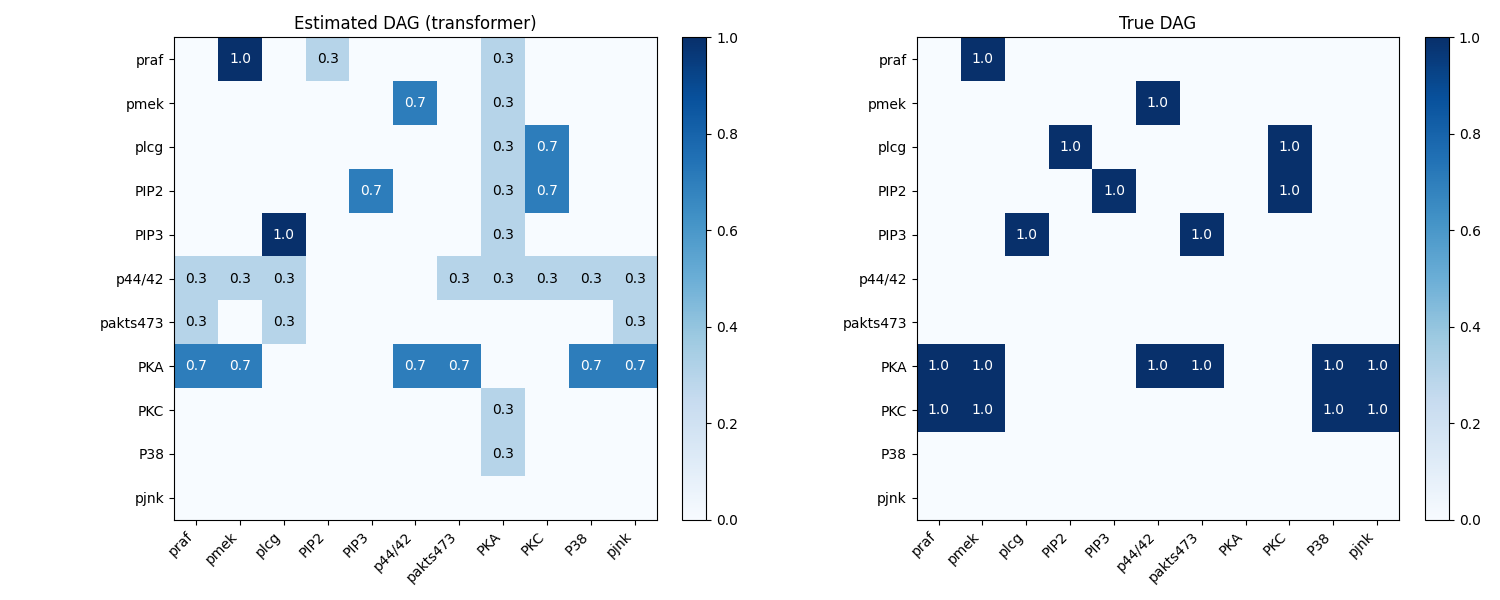 Estimated DAG (transformer)
praf 1.0 0.3 0.3
pmek 0.7 0.3
plcg 0.3 0.7
PIP2 0.7 0.3 0.7
PIP3 1.0 0.3
p44/42 0.3 0.3 0.3 0.3 0.3 0.3 0.3 0.3
pakts473 0.3 0.3 0.3
PKA 0.7 0.7 0.7 0.7 0.7 0.7
PKC 0.3
P38 0.3
pjnk
praf pmek plcg PIP2 PIP3 p44/42 pakts473 PKA PKC P38 pjnk
1.0
0.8
0.6
0.4
0.2
0.0
True DAG
praf 1.0
pmek 1.0
plcg 1.0 1.0
PIP2 1.0 1.0
PIP3 1.0 1.0
p44/42
pakts473
PKA 1.0 1.0 1.0 1.0 1.0 1.0
PKC 1.0 1.0 1.0 1.0
P38
pjnk
praf pmek plcg PIP2 PIP3 p44/42 pakts473 PKA PKC P38 pjnk
1.0
0.8
0.6
0.4
0.2
0.0